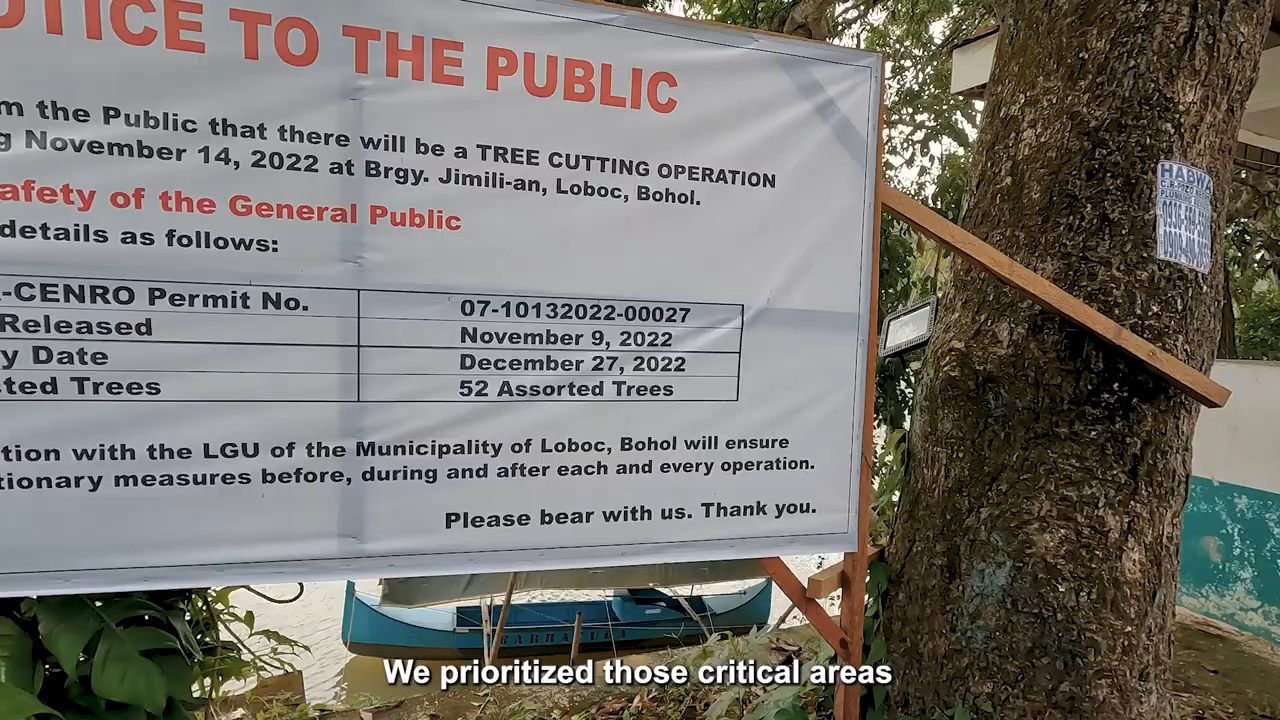 OTICE TO THE PUBLIC
m the Public that there will be a TREE CUTTING OPERATION
g November 14, 2022 at Brgy. Jimili-an, Loboc, Bohol.
afety of the General Public
details as follows:
-CENRO Permit No. 07-10132022-00027
Released November 9, 2022
y Date December 27, 2022
ted Trees 52 Assorted Trees
tion with the LGU of the Municipality of Loboc, Bohol will ensure
tionary measures before, during and after each and every operation.
Please bear with us. Thank you.
HABWA
BARRACUDA
We prioritized those critical areas